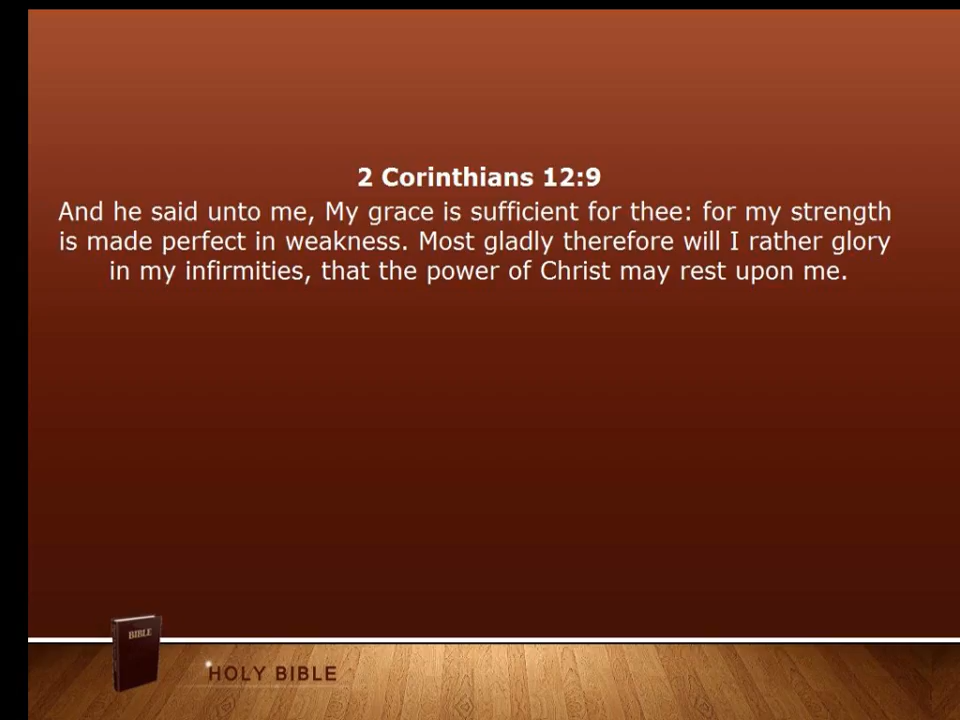 2 Corinthians 12:9
And he said unto me, My grace is sufficient for thee: for my strength
is made perfect in weakness. Most gladly therefore will I rather glory
in my infirmities, that the power of Christ may rest upon me.
BIBLE
HOLY BIBLE